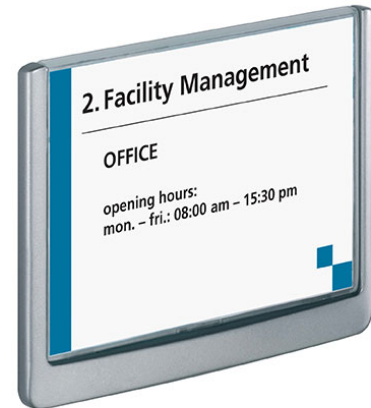 2. Facility Management
OFFICE
opening hours:
mon. – fri.: 08:00 am – 15:30 pm